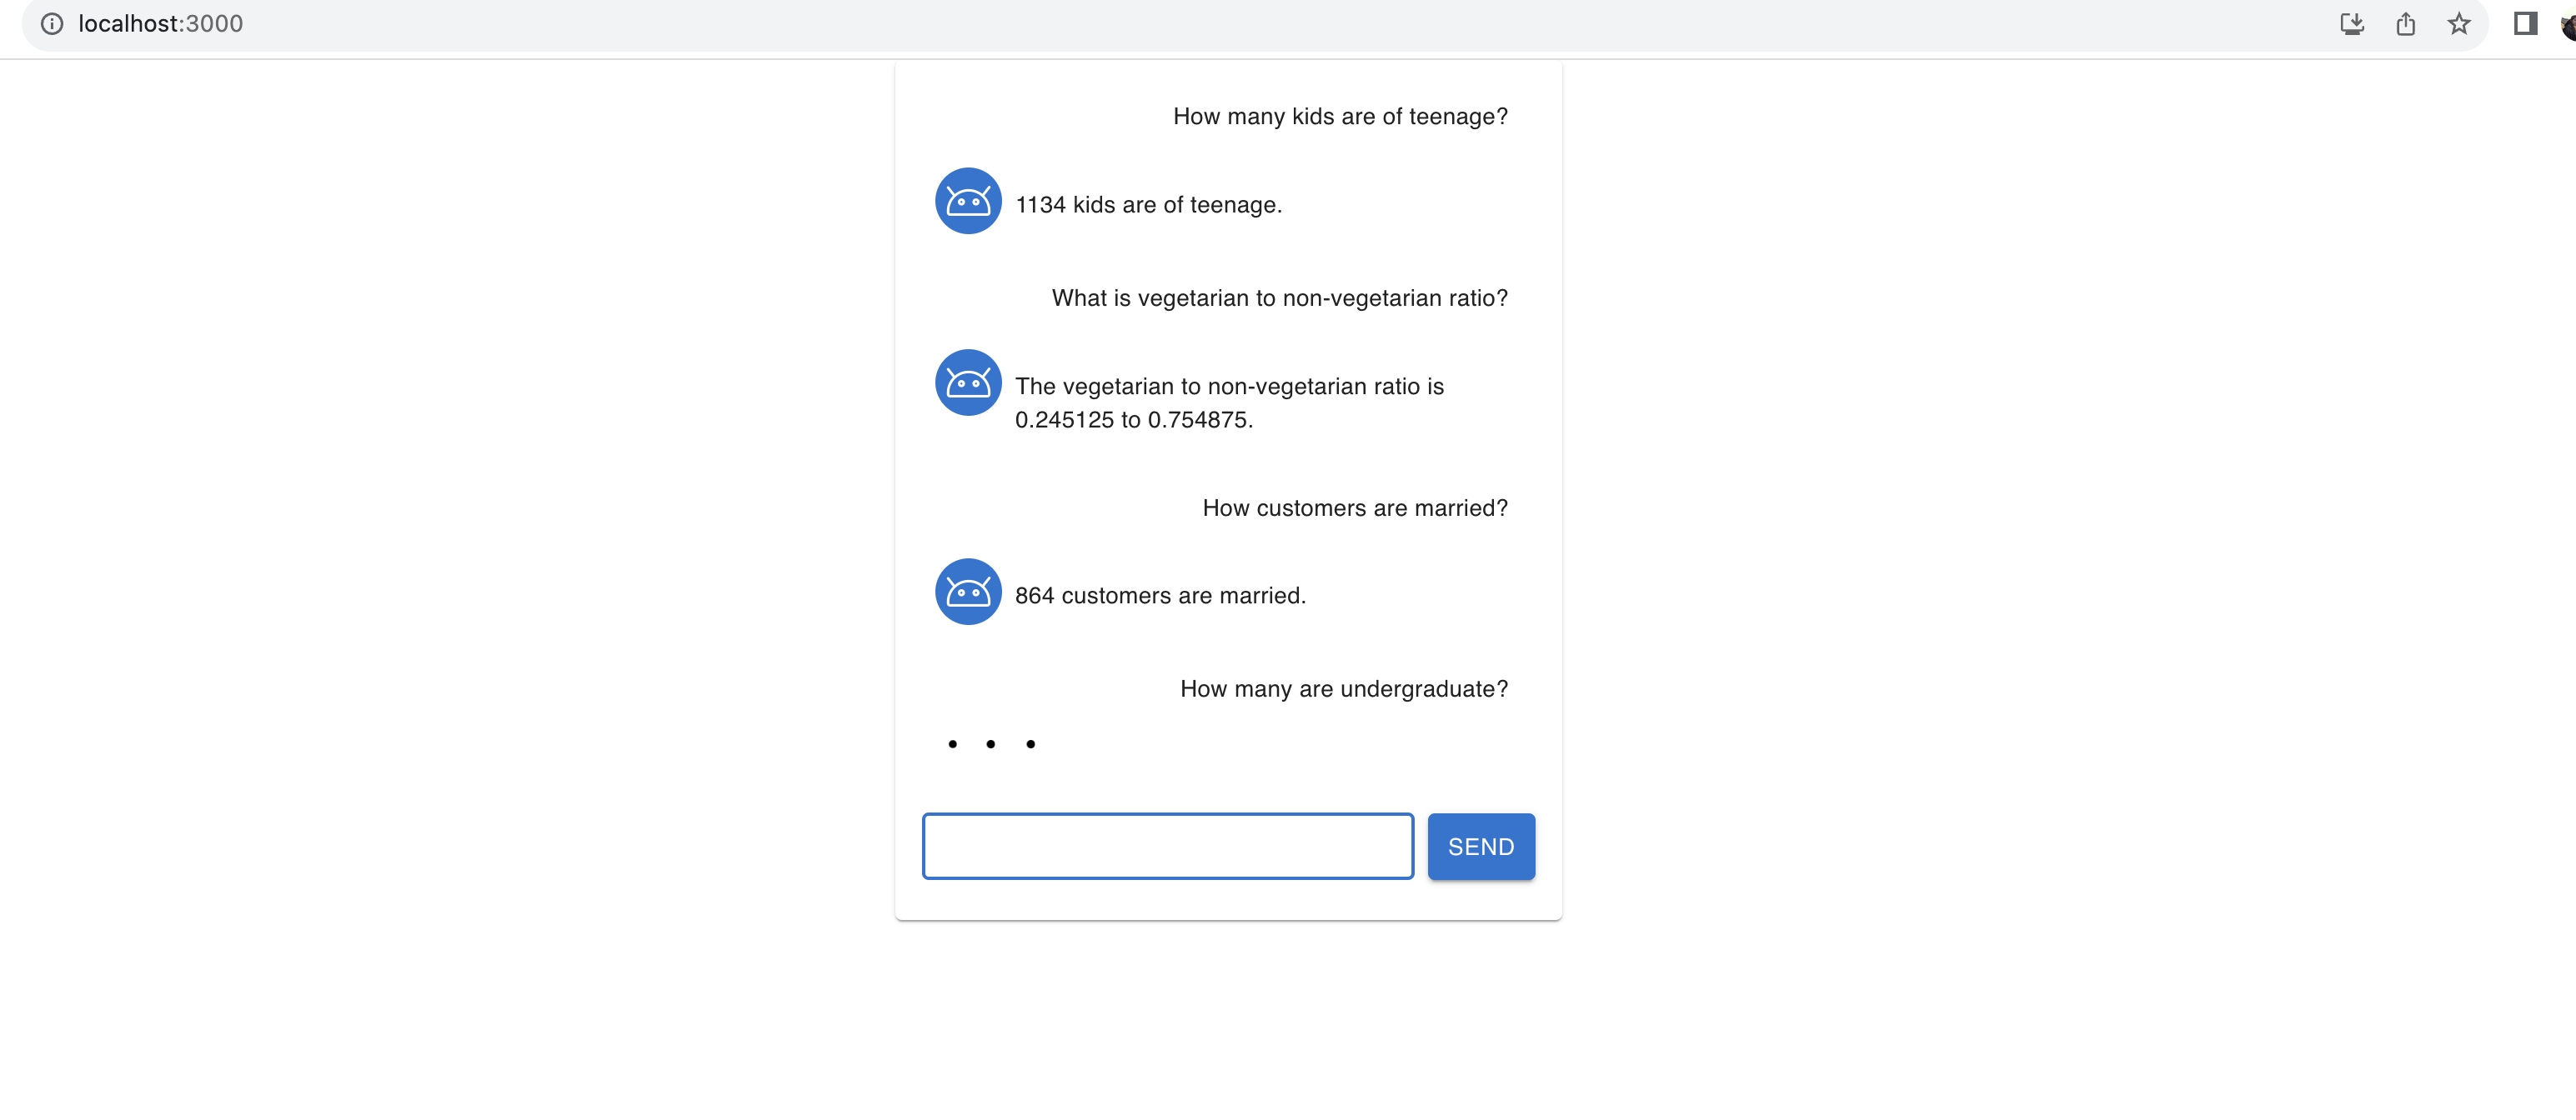 localhost:3000
How many kids are of teenage?
1134 kids are of teenage.
What is vegetarian to non-vegetarian ratio?
The vegetarian to non-vegetarian ratio is
0.245125 to 0.754875.
How customers are married?
864 customers are married.
How many are undergraduate?
SEND